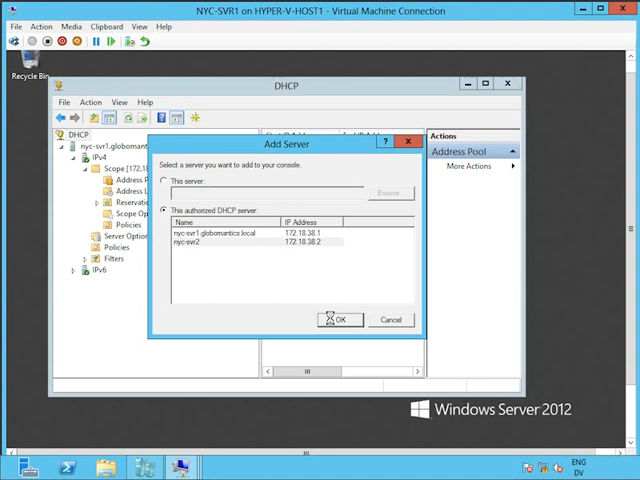 NYC-SVR1 on HYPER-V-HOST1 - Virtual Machine Connection
File Action Media Clipboard View Help
Recycle Bin
DHCP
File Action View Help
DHCP
nyc-svr1.globomantics
IPv4
Scope [172.18
Address P
Address L
Reservatio
Scope Op
Policies
Server Option
Policies
Filters
IPv6
Actions
Address Pool
More Actions
Add Server
Select a server you want to add to your console.
This server:
Browse...
This authorized DHCP server:
Name IP Address
nyc-svr1.globomantics.local 172.18.38.1
nyc-svr2 172.18.38.2
OK Cancel
Windows Server 2012
ENG
DV